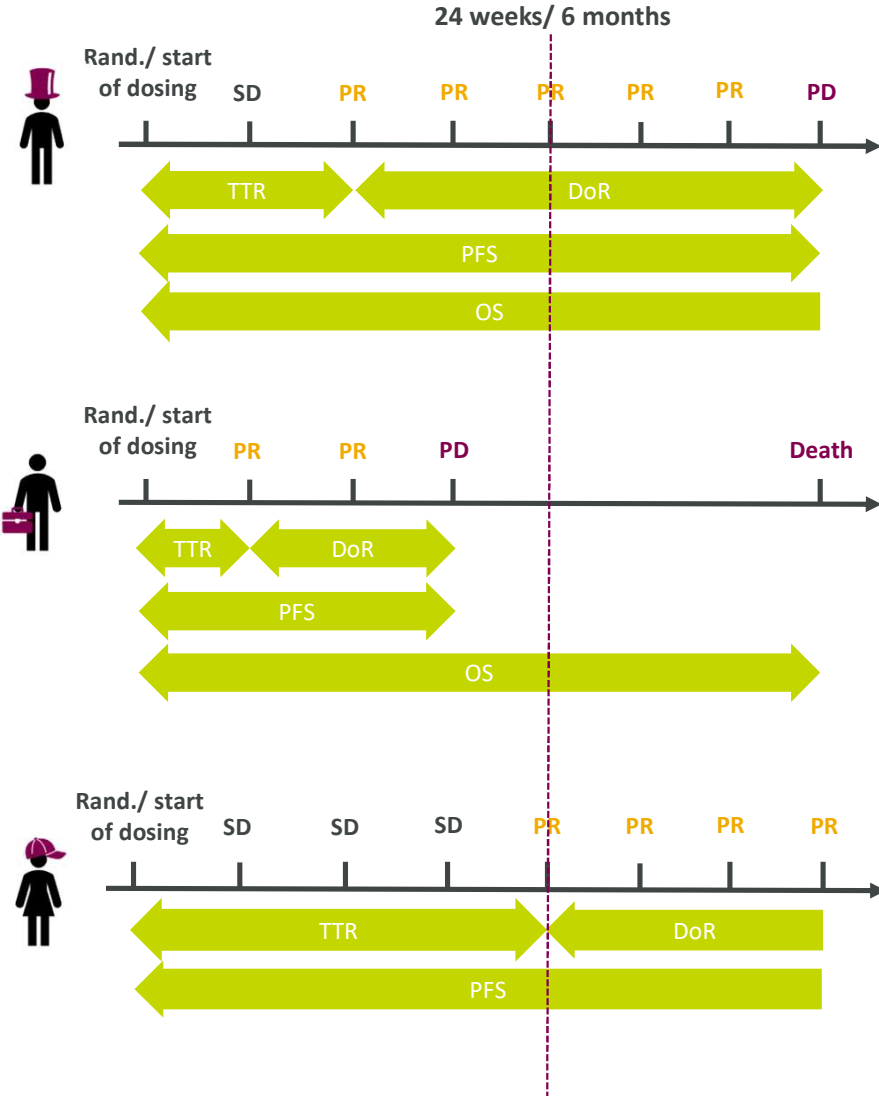 24 weeks/ 6 months
Rand./ start
of dosing
SD PR PR PR PR PR PD
TTR DoR
PFS
OS
Rand./ start
of dosing
PR PR PD Death
TTR DoR
PFS
OS
Rand./ start
of dosing
SD SD SD PR PR PR PR
TTR DoR
PFS